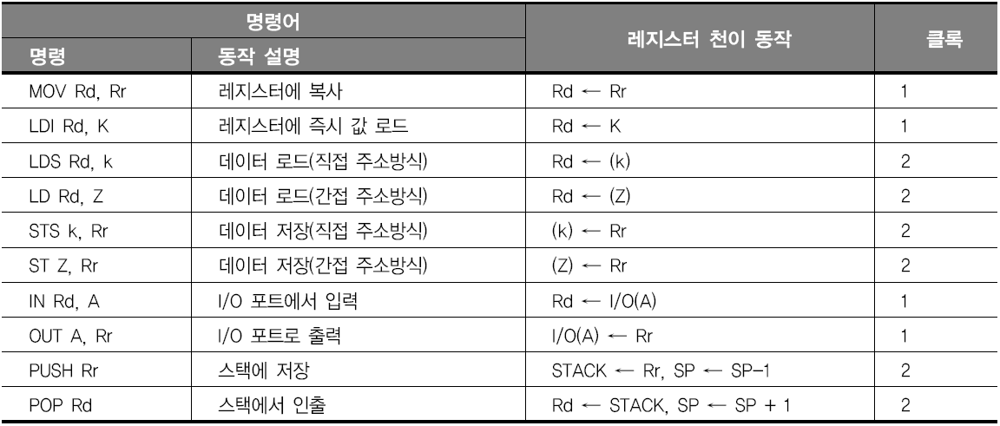 명령어 레지스터 천이 동작 클록
명령 동작 설명
MOV Rd, Rr 레지스터에 복사 Rd ← Rr 1
LDI Rd, K 레지스터에 즉시 값 로드 Rd ← K 1
LDS Rd, k 데이터 로드(직접 주소방식) Rd ← (k) 2
LD Rd, Z 데이터 로드(간접 주소방식) Rd ← (Z) 2
STS k, Rr 데이터 저장(직접 주소방식) (k) ← Rr 2
ST Z, Rr 데이터 저장(간접 주소방식) (Z) ← Rr 2
IN Rd, A I/O 포트에서 입력 Rd ← I/O(A) 1
OUT A, Rr I/O 포트로 출력 I/O(A) ← Rr 1
PUSH Rr 스택에 저장 STACK ← Rr, SP ← SP–1 2
POP Rd 스택에서 인출 Rd ← STACK, SP ← SP + 1 2